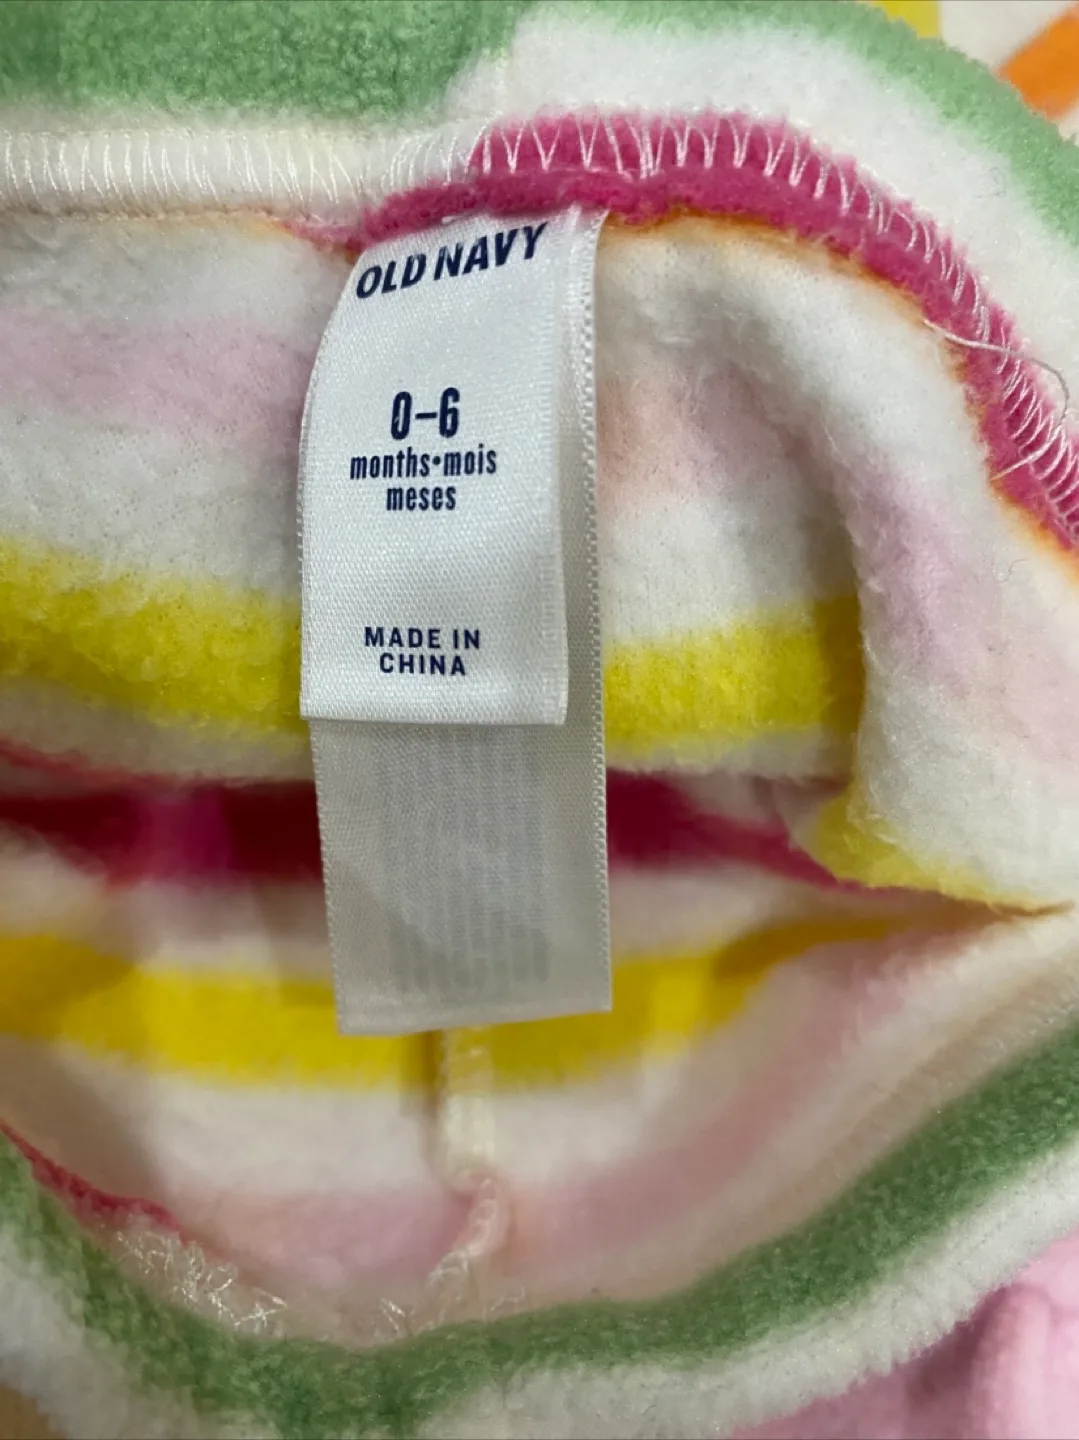 OLD NAVY
0–6
months•mois
meses
MADE IN
CHINA